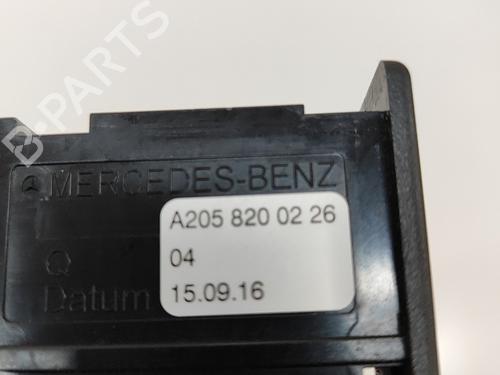 B-PARTS
MERCEDES-BENZ
A205 820 02 26
Q
04
Datum
15.09.16